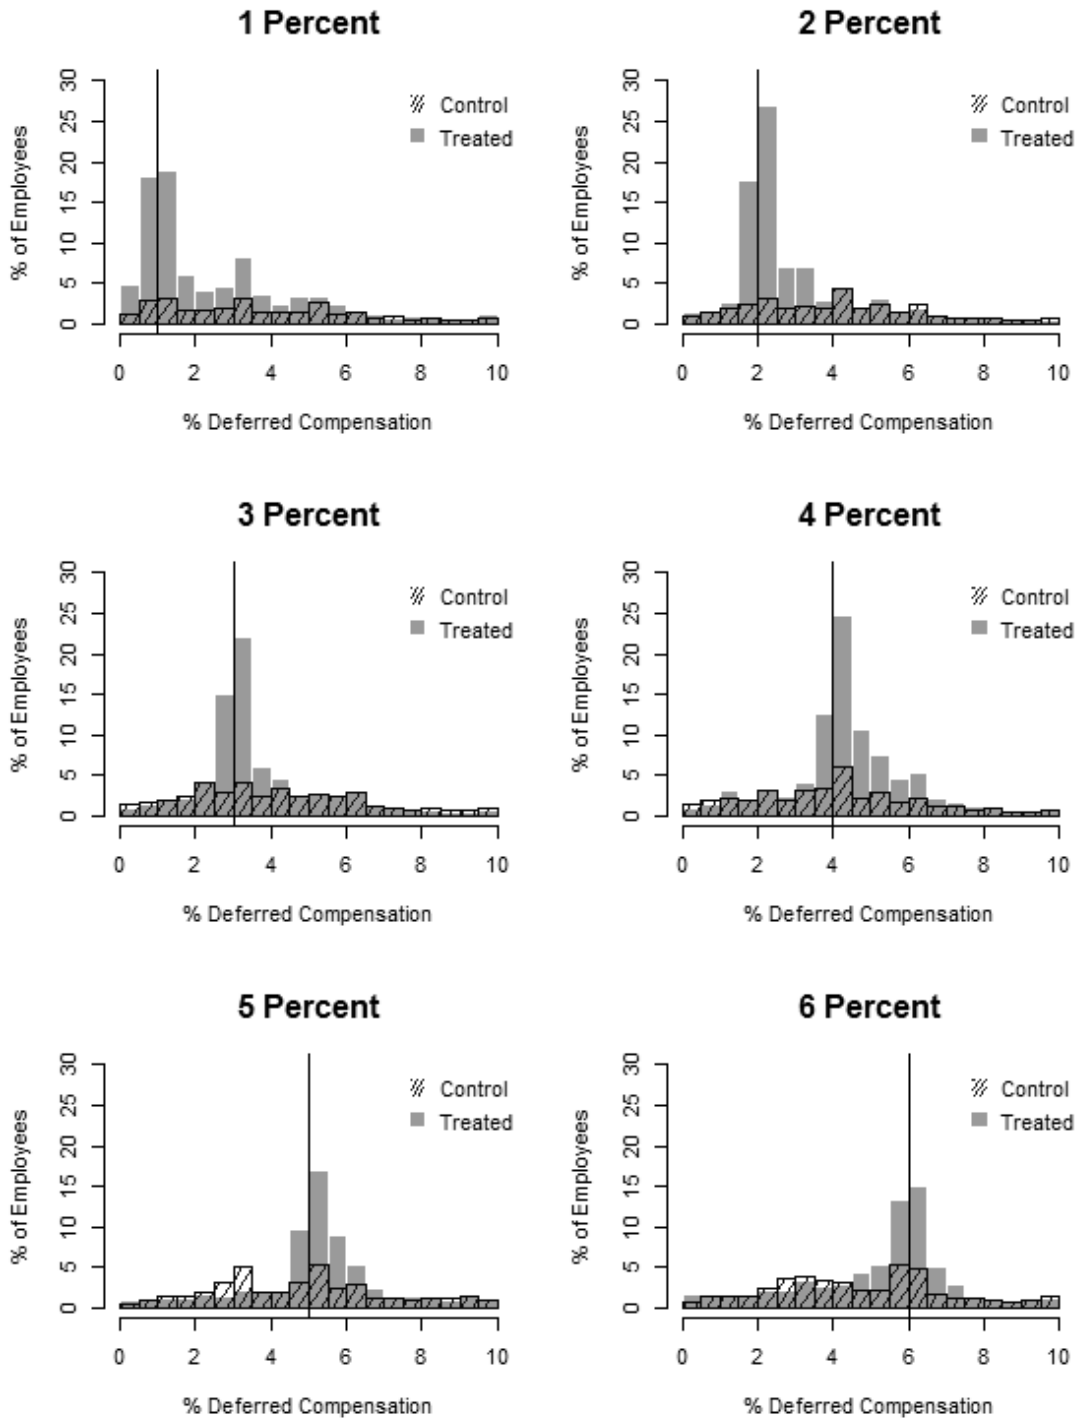 1 Percent
% of Employees
0 5 10 15 20 25 30
Control
Treated
0 2 4 6 8 10
% Deferred Compensation
2 Percent
% of Employees
0 5 10 15 20 25 30
Control
Treated
0 2 4 6 8 10
% Deferred Compensation
3 Percent
% of Employees
0 5 10 15 20 25 30
Control
Treated
0 2 4 6 8 10
% Deferred Compensation
4 Percent
% of Employees
0 5 10 15 20 25 30
Control
Treated
0 2 4 6 8 10
% Deferred Compensation
5 Percent
% of Employees
0 5 10 15 20 25 30
Control
Treated
0 2 4 6 8 10
% Deferred Compensation
6 Percent
% of Employees
0 5 10 15 20 25 30
Control
Treated
0 2 4 6 8 10
% Deferred Compensation